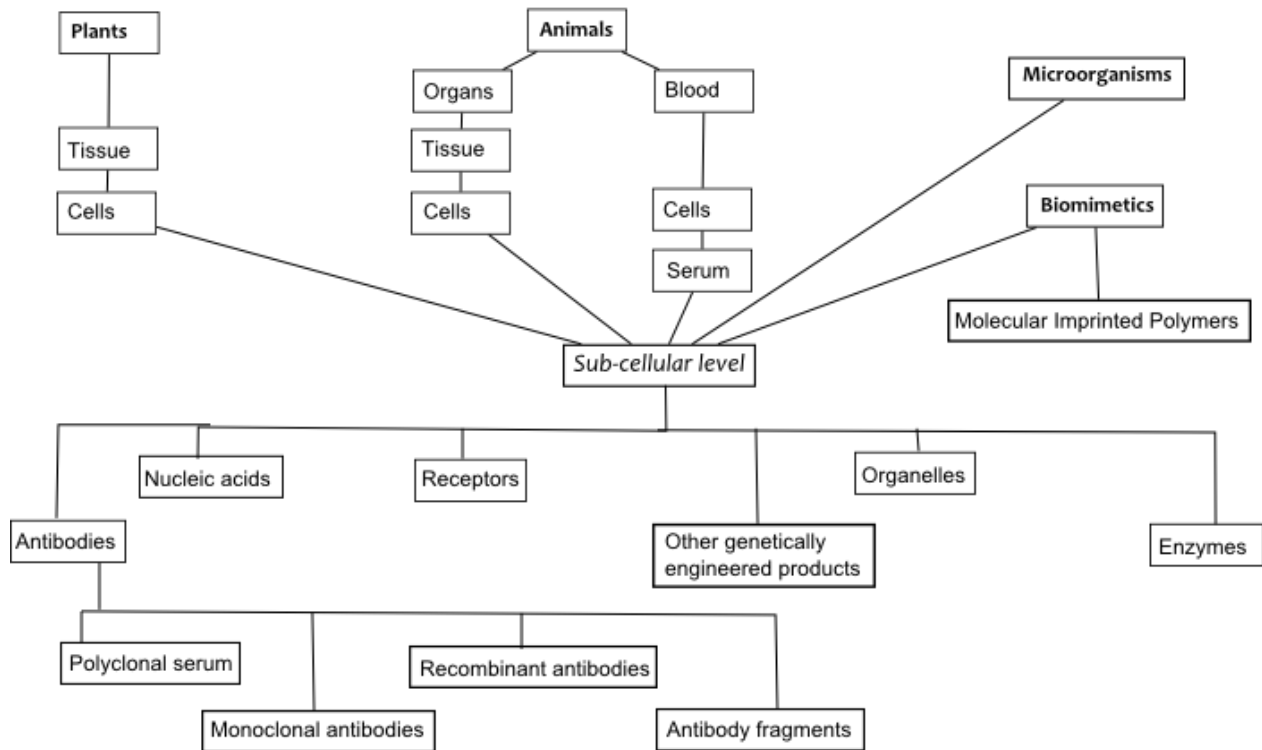 Plants
Animals
Microorganisms
Organs
Blood
Tissue
Tissue
Cells
Cells
Cells
Biomimetics
Serum
Molecular Imprinted Polymers
Sub-cellular level
Nucleic acids
Receptors
Organelles
Antibodies
Other genetically
engineered products
Enzymes
Polyclonal serum
Recombinant antibodies
Monoclonal antibodies
Antibody fragments